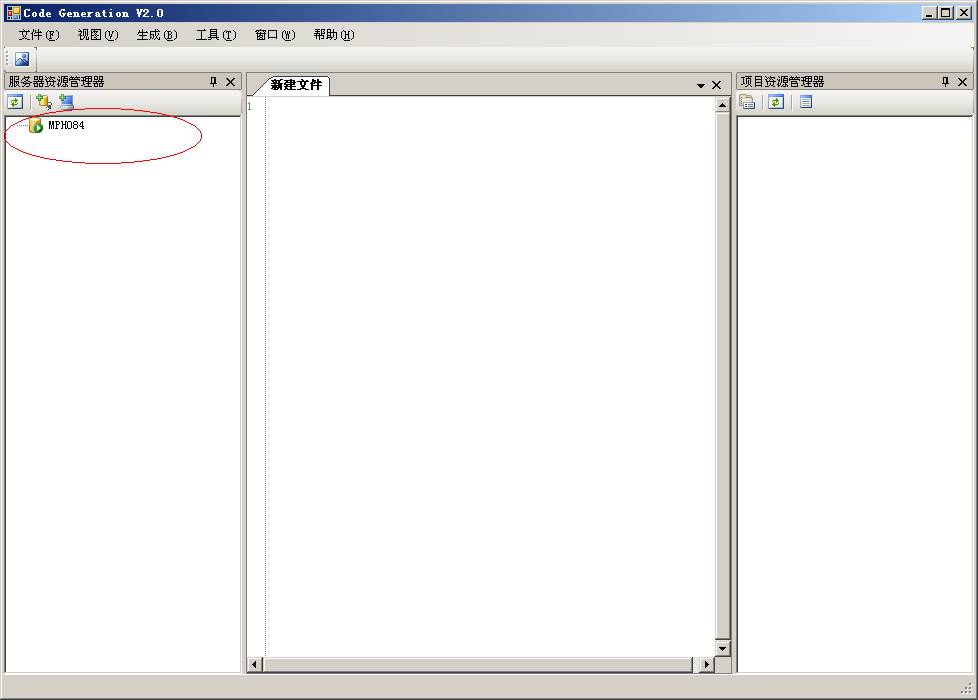 Code Generation V2.0
文件(F) 视图(V) 生成(B) 工具(T) 窗口(W) 帮助(H)
服务器资源管理器
MPH084
新建文件
1
项目资源管理器